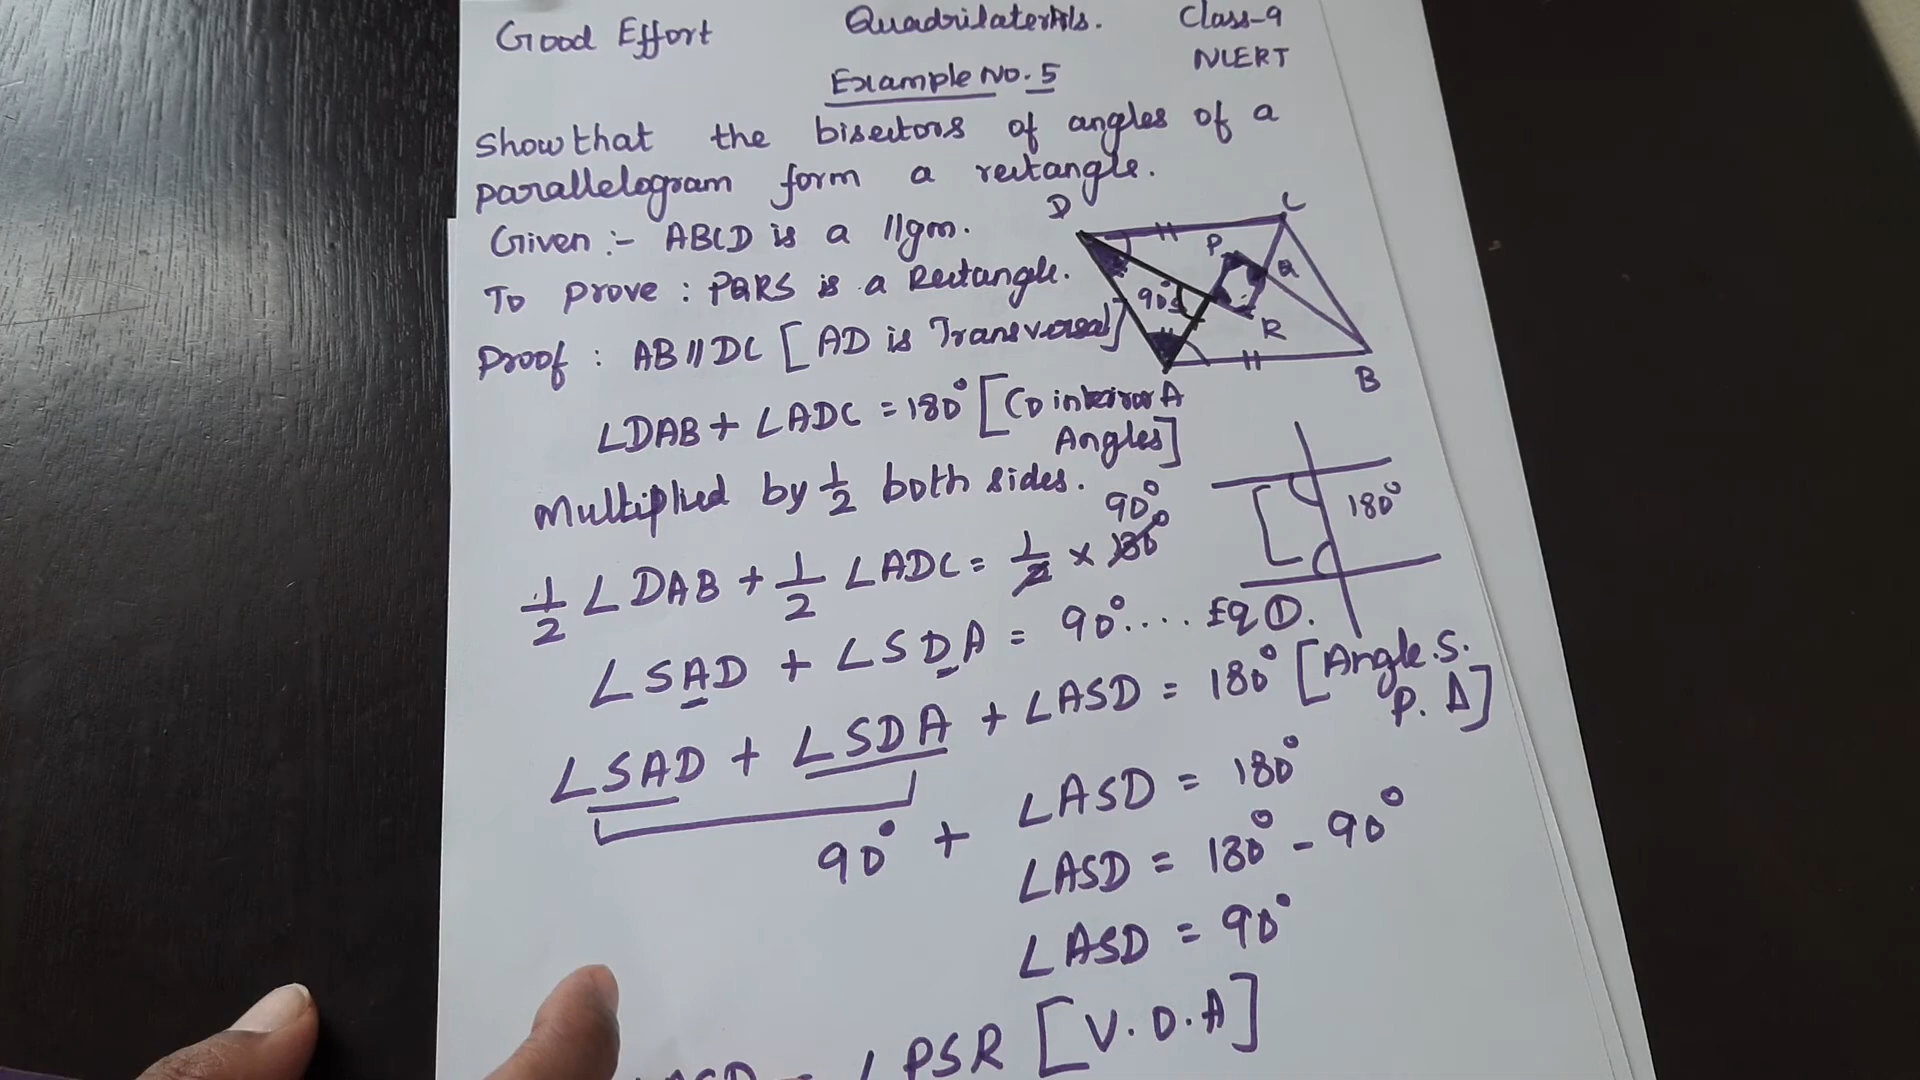 Good Effort Quadrilaterals. Class-9
NCERT
Example No. 5
Show that the bisectors of angles of a
parallelogram form a rectangle.
Given :- ABCD is a ||gm.
To prove : PQRS is a Rectangle.
Proof : AB || DC [AD is Transversal]
∠DAB + ∠ADC = 180° [Co interior
Angles]
Multiplied by 1/2 both sides.
1/2 ∠DAB + 1/2 ∠ADC = 1/2 × 180° 90°
∠SAD + ∠SDA = 90°.... Eq ①.
∠SAD + ∠SDA + ∠ASD = 180° [Angle.S.
P. Δ]
90° + ∠ASD = 180°
∠ASD = 180° - 90°
∠ASD = 90°
∠ASD = ∠PSR [V.O.A]
D C
P Q
90° S
R
A B
180°